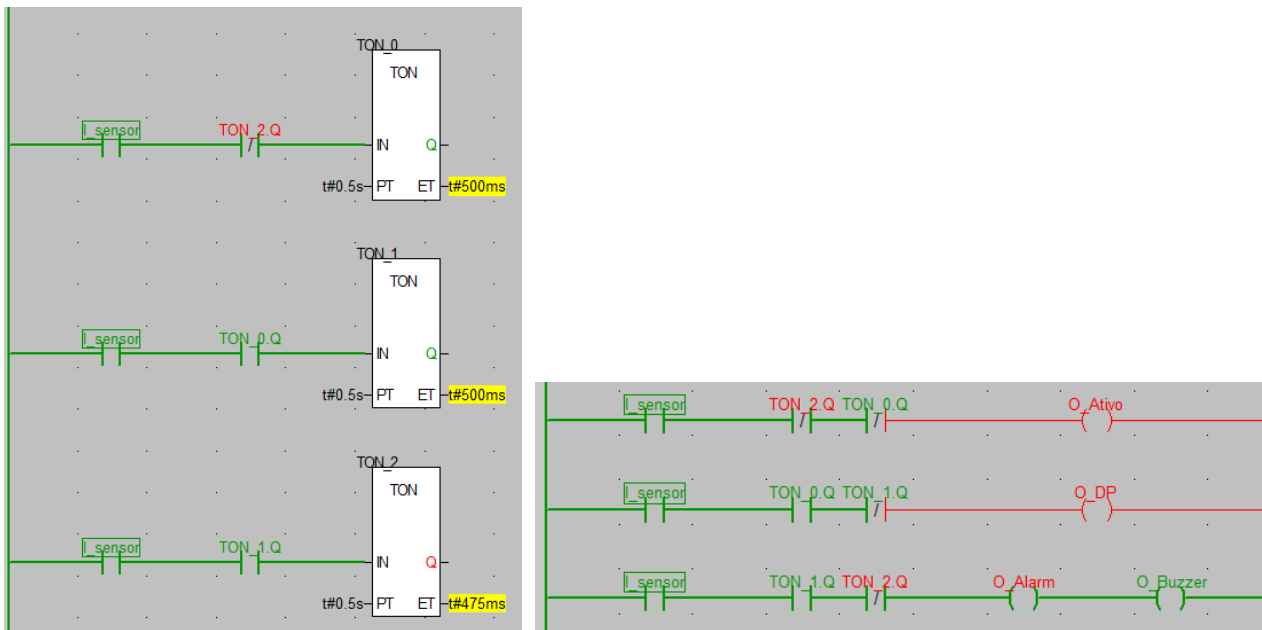 TON_0
TON
I_sensor TON_2.Q
/
IN Q
t#0.5s PT ET t#500ms
TON_1
TON
I_sensor TON_0.Q
IN Q
t#0.5s PT ET t#500ms
TON_2
TON
I_sensor TON_1.Q
IN Q
t#0.5s PT ET t#475ms
I_sensor TON_2.Q TON_0.Q O_Ativo
/ / ( )
I_sensor TON_0.Q TON_1.Q O_DP
/ ( )
I_sensor TON_1.Q TON_2.Q O_Alarm O_Buzzer
/ ( ) ( )